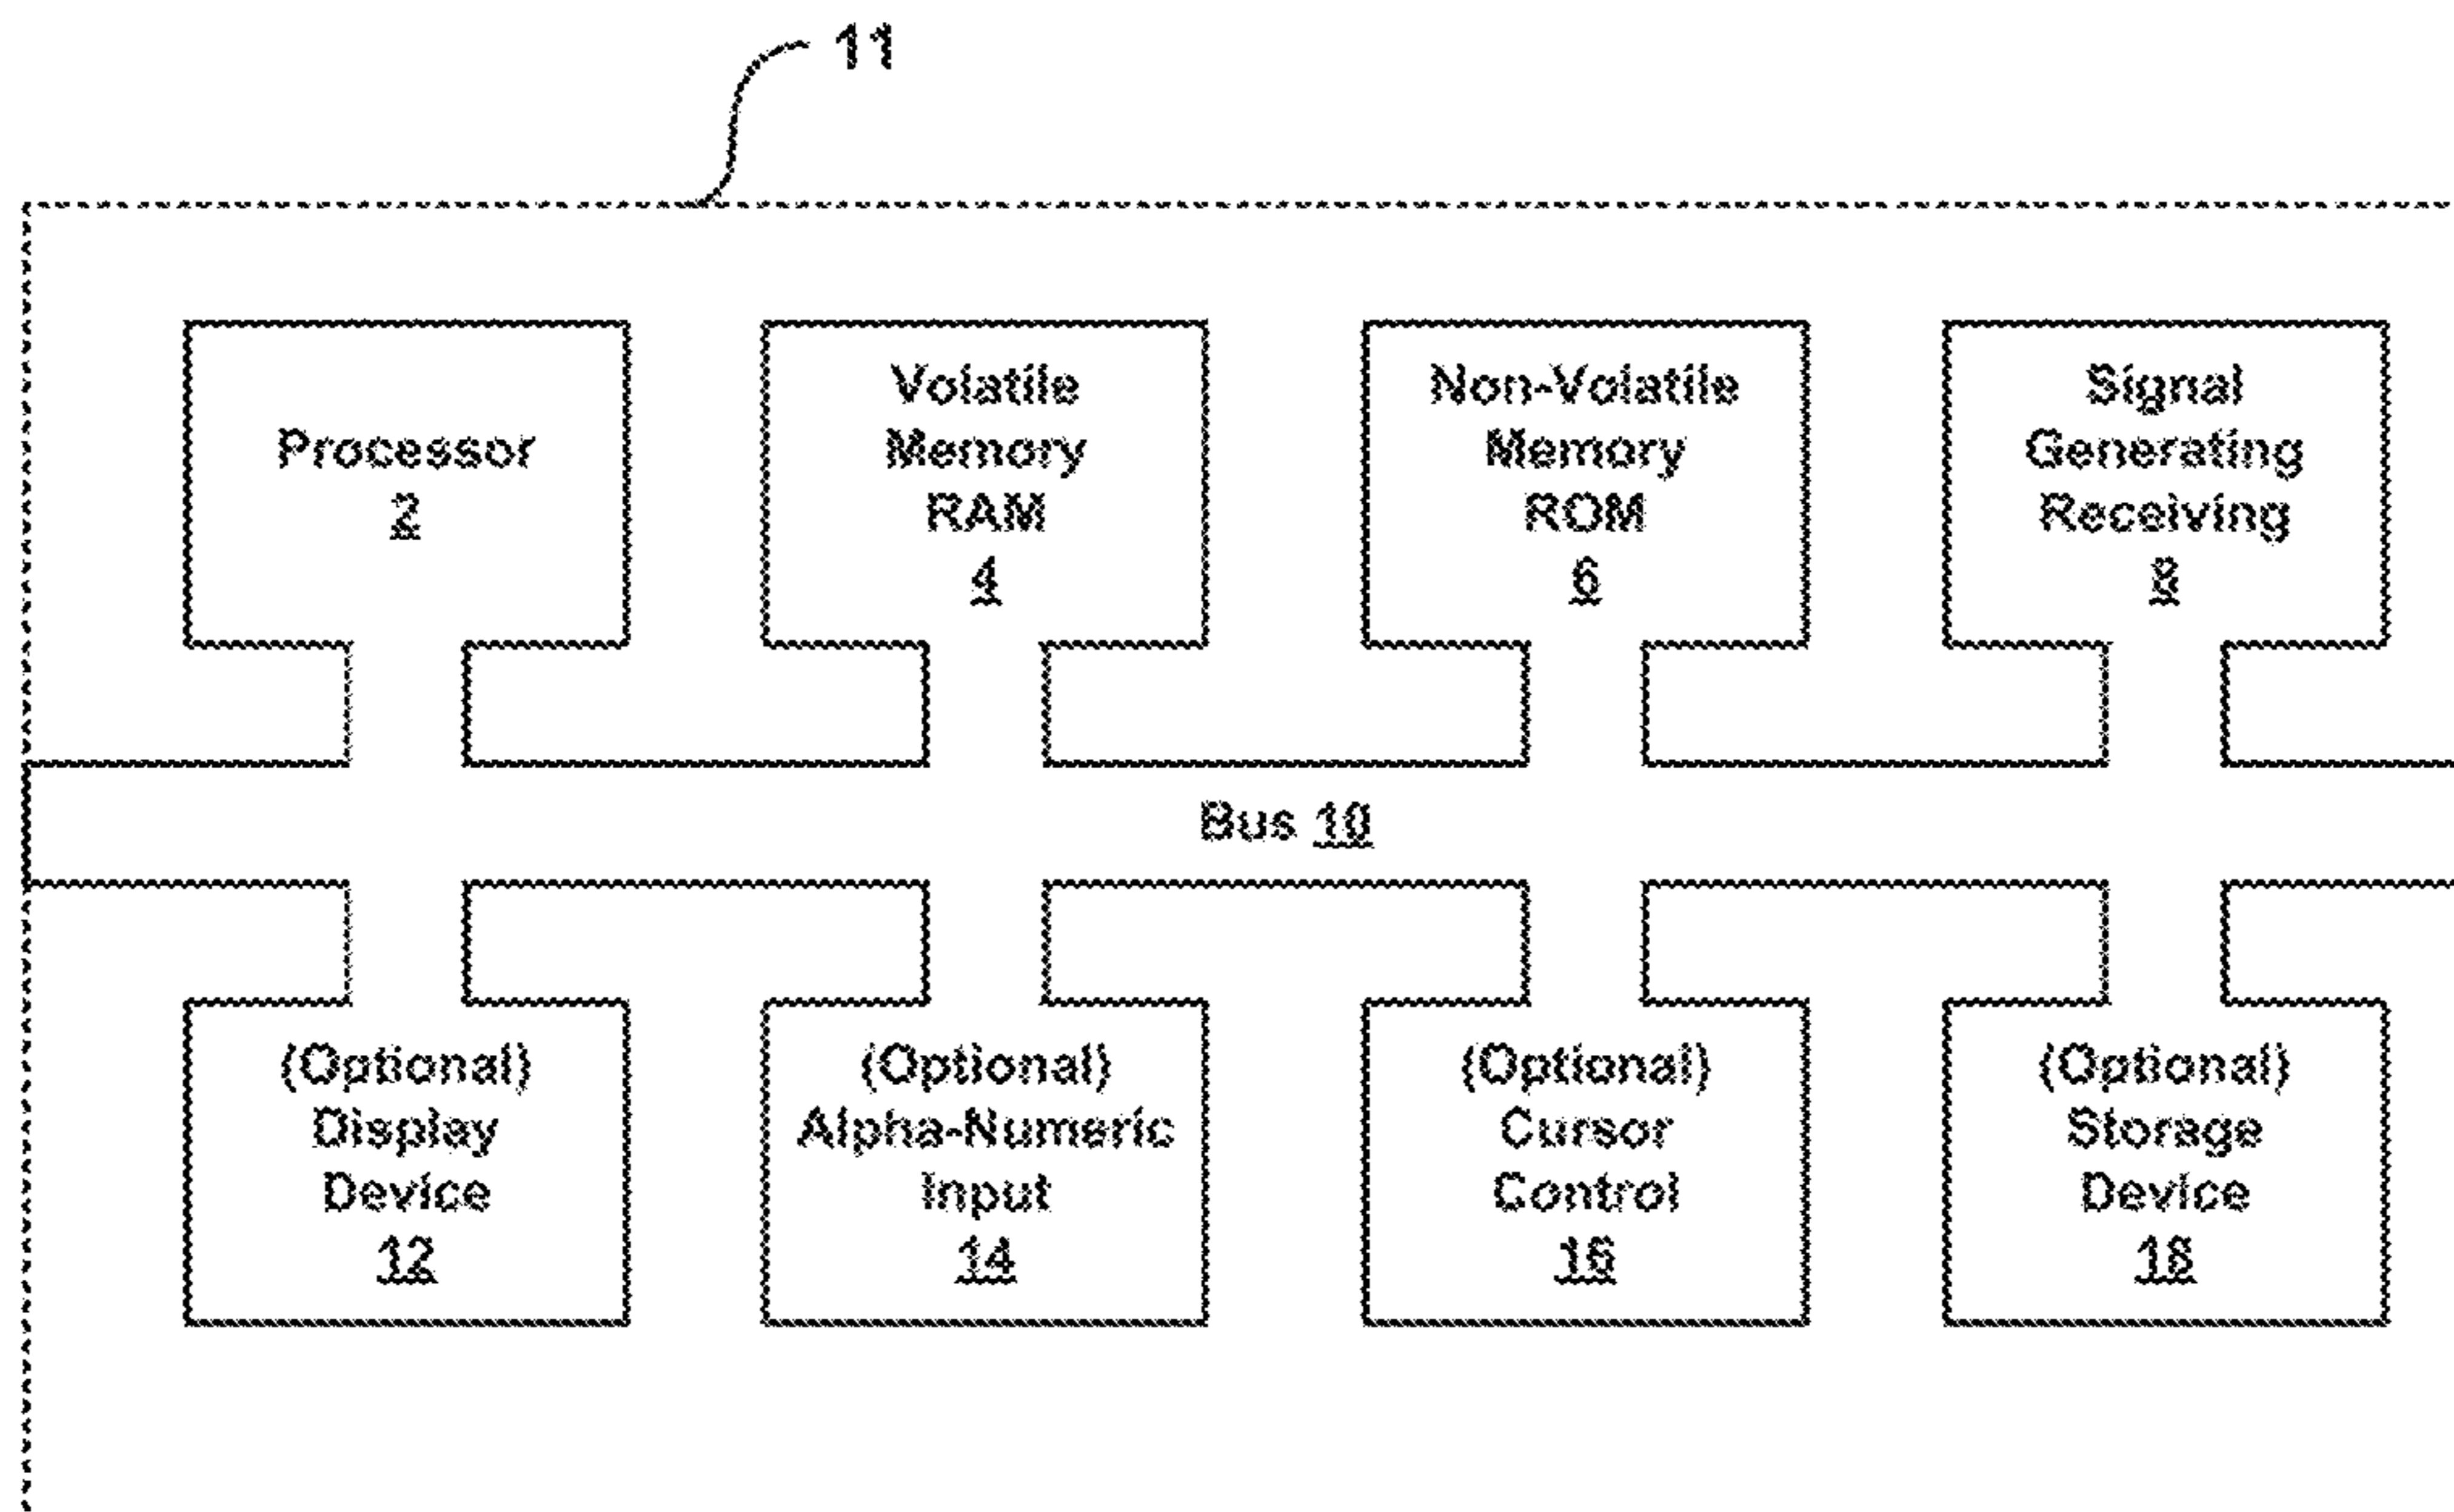 11
Processor
2
Volatile
Memory
RAM
4
Non-Volatile
Memory
ROM
6
Signal
Generating
Receiving
8
Bus 10
(Optional)
Display
Device
12
(Optional)
Alpha-Numeric
Input
14
(Optional)
Cursor
Control
16
(Optional)
Storage
Device
18